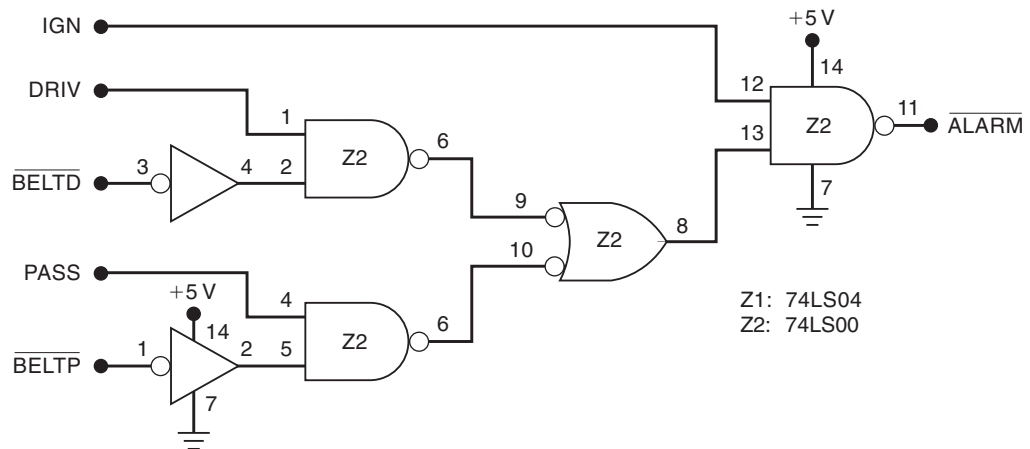 IGN
+5 V
14
DRIV
12
11
1
Z2
ALARM
6
13
Z2
3
4
2
BELTD
7
9
8
Z2
10
PASS
+5 V
4
6
Z1: 74LS04
14
Z2
Z2: 74LS00
BELTP
1
2
5
7